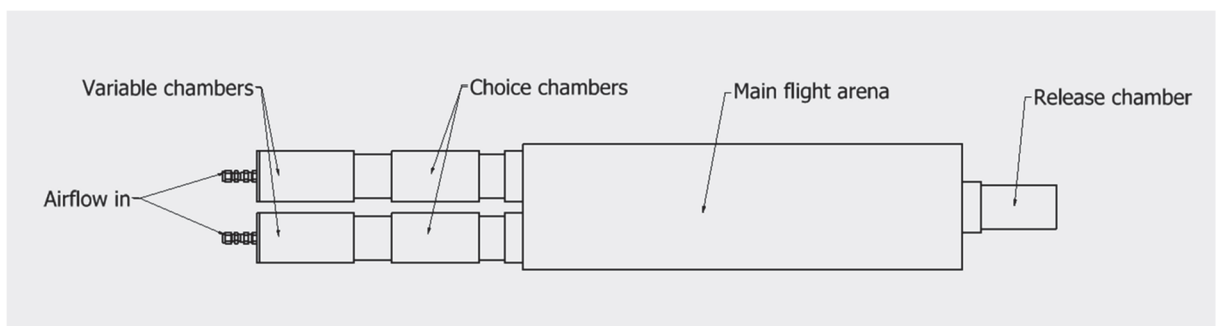 Variable chambers
Choice chambers
Main flight arena
Release chamber
Airflow in